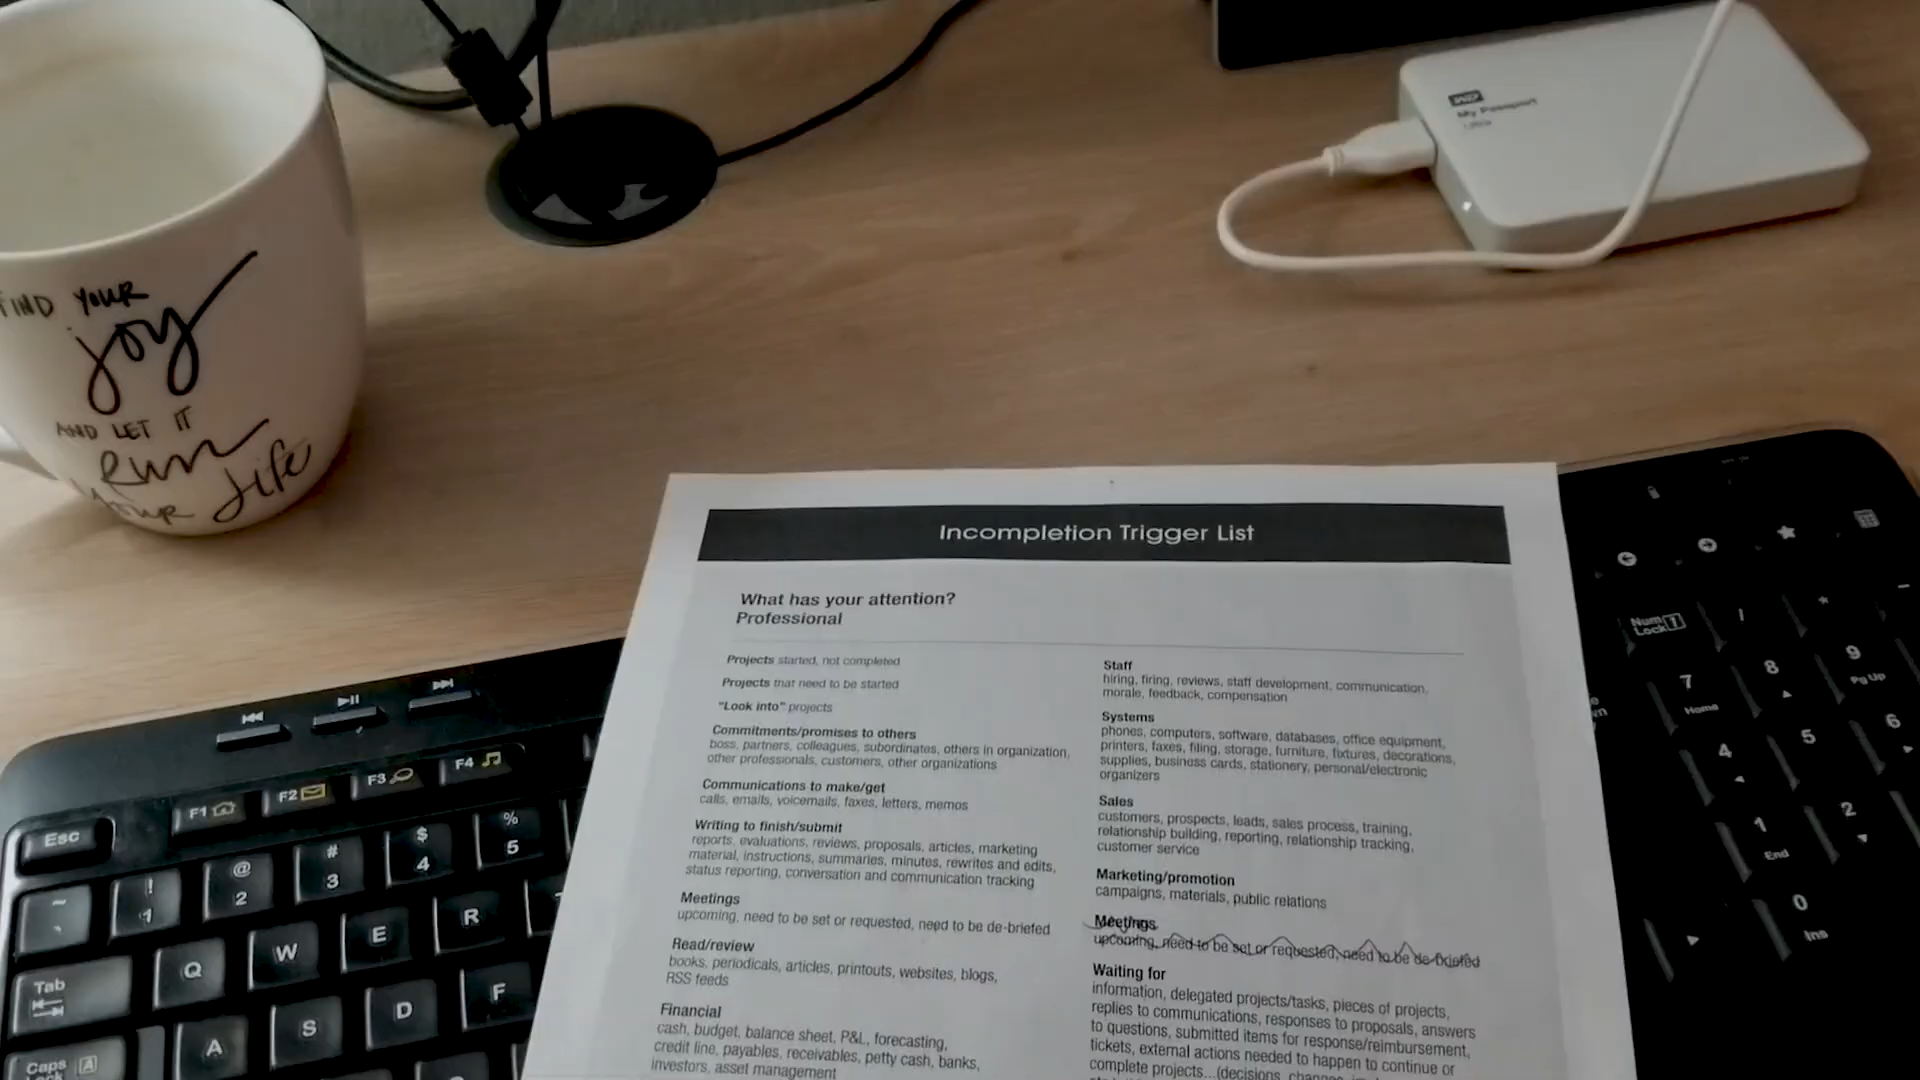 FIND YOUR
joy
AND LET IT
Run
Your Life
WD
My Passport
Ultra
Incompletion Trigger List
What has your attention?
Professional
Projects started, not completed
Projects that need to be started
"Look into" projects
Commitments/promises to others
boss, partners, colleagues, subordinates, others in organization,
other professionals, customers, other organizations
Communications to make/get
calls, emails, voicemails, faxes, letters, memos
Writing to finish/submit
reports, evaluations, reviews, proposals, articles, marketing
material, instructions, summaries, minutes, rewrites and edits,
status reporting, conversation and communication tracking
Meetings
upcoming, need to be set or requested, need to be de-briefed
Read/review
books, periodicals, articles, printouts, websites, blogs,
RSS feeds
Financial
cash, budget, balance sheet, P&L, forecasting,
credit line, payables, receivables, petty cash, banks,
investors, asset management
Staff
hiring, firing, reviews, staff development, communication,
morale, feedback, compensation
Systems
phones, computers, software, databases, office equipment,
printers, faxes, filing, storage, furniture, fixtures, decorations,
supplies, business cards, stationery, personal/electronic
organizers
Sales
customers, prospects, leads, sales process, training,
relationship building, reporting, relationship tracking,
customer service
Marketing/promotion
campaigns, materials, public relations
Meetings
upcoming, need to be set or requested, need to be de-briefed
Waiting for
information, delegated projects/tasks, pieces of projects,
replies to communications, responses to proposals, answers
to questions, submitted items for response/reimbursement,
tickets, external actions needed to happen to continue or
complete projects...(decisions, changes,
Esc
F1
F2
F3
F4
~
! 1
@ 2
# 3
$ 4
% 5
Tab
Q
W
E
R
Caps Lock A
A
S
D
F
Num Lock 1
/
*
7 Home
8
9 Pg Up
4
5
6
1 End
2
0 Ins